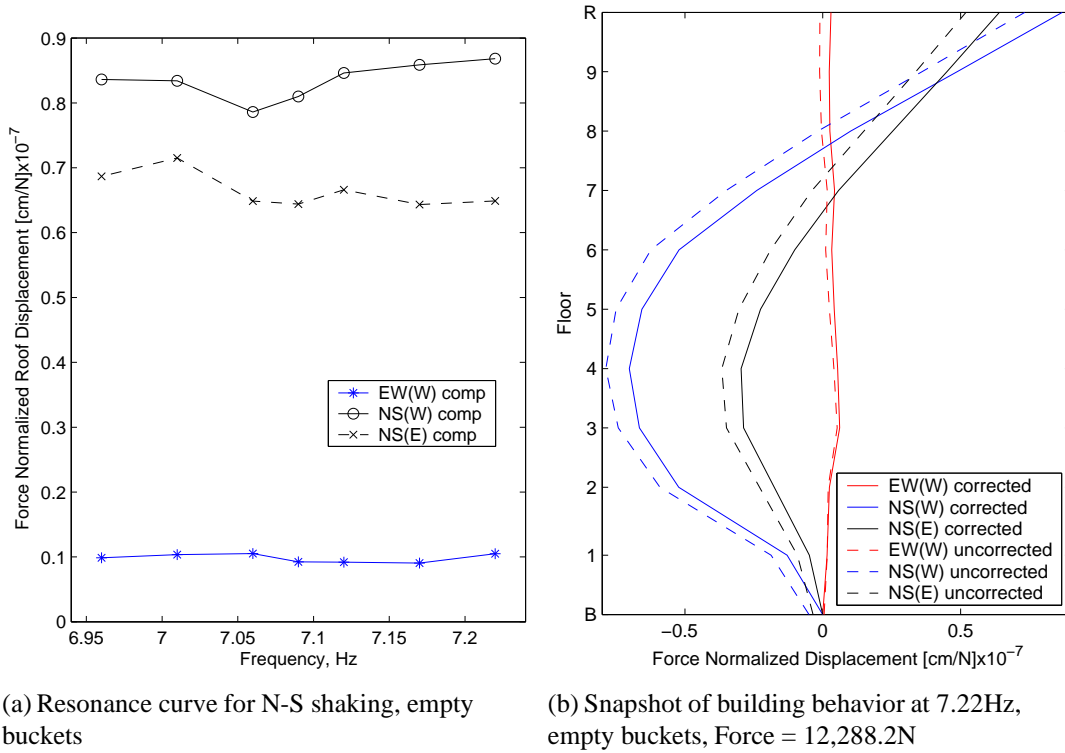 0.9
0.8
0.7
0.6
0.5
0.4
0.3
0.2
0.1
0
Force Normalized Roof Displacement [cm/N]x10⁻⁷
EW(W) comp
NS(W) comp
NS(E) comp
6.95
7
7.05
7.1
7.15
7.2
Frequency, Hz
(a) Resonance curve for N-S shaking, empty
buckets
R
9
8
7
6
5
4
3
2
1
B
Floor
EW(W) corrected
NS(W) corrected
NS(E) corrected
EW(W) uncorrected
NS(W) uncorrected
NS(E) uncorrected
−0.5
0
0.5
Force Normalized Displacement [cm/N]x10⁻⁷
(b) Snapshot of building behavior at 7.22Hz,
empty buckets, Force = 12,288.2N